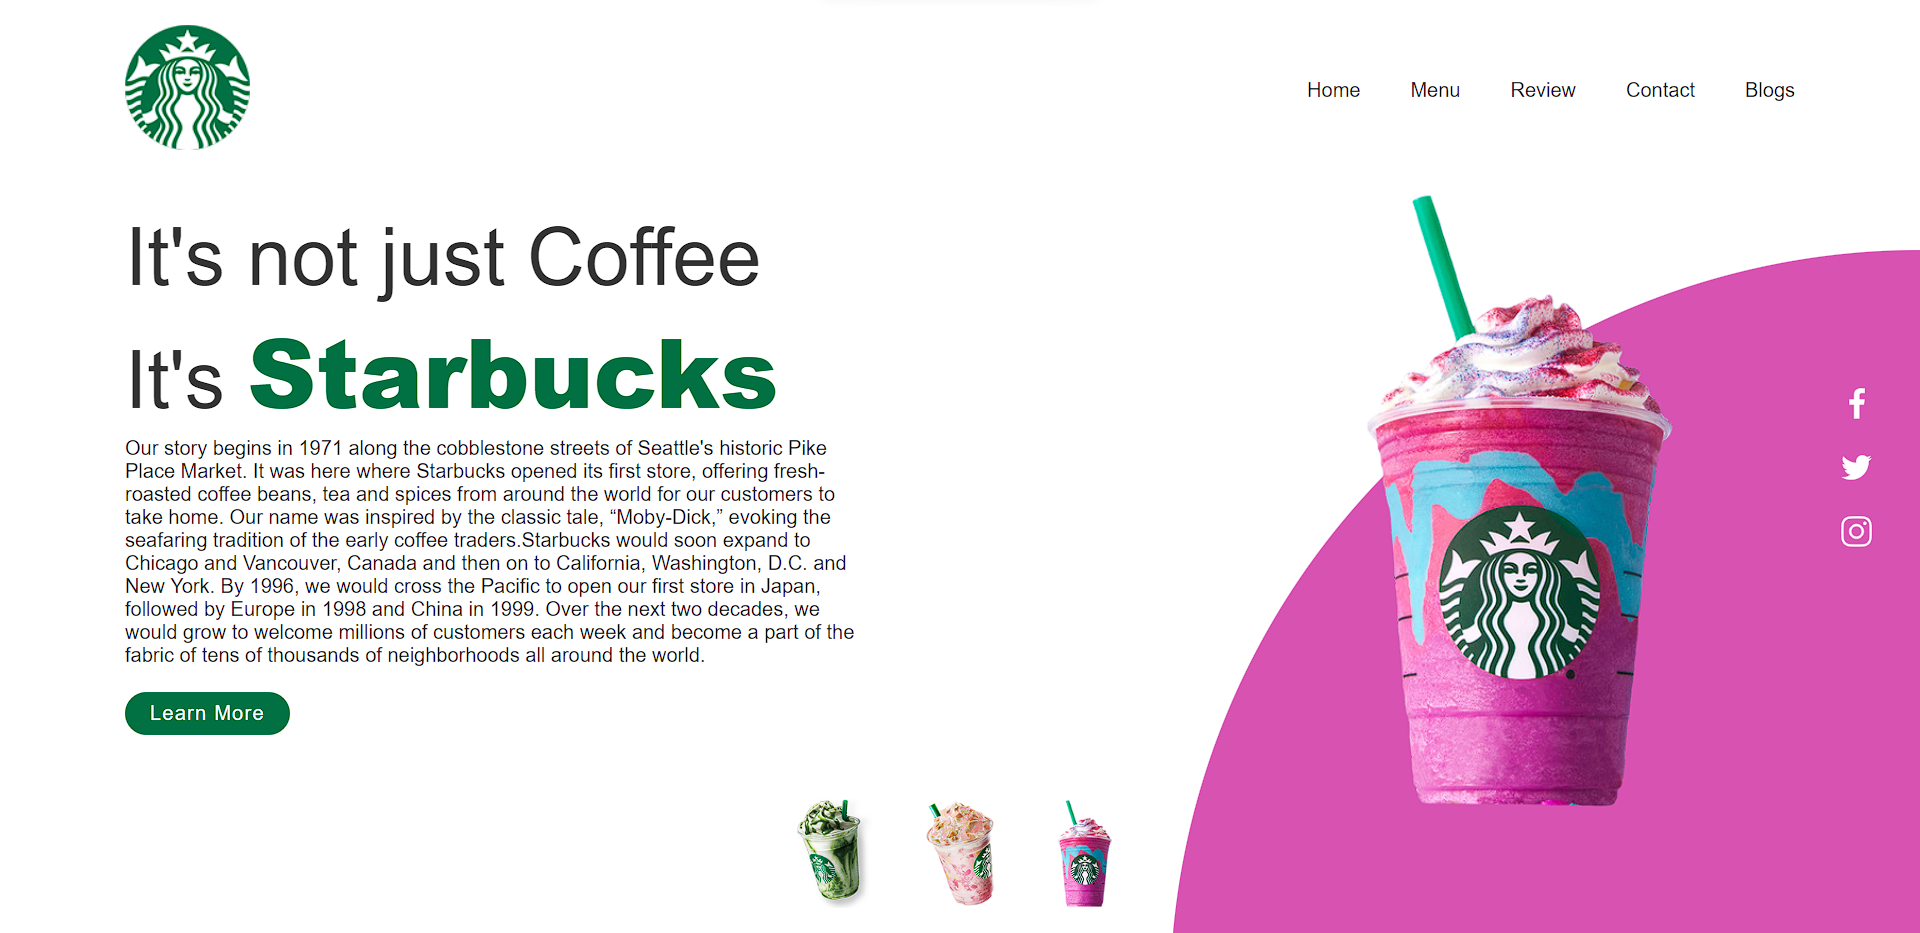 Home Menu Review Contact Blogs
It's not just Coffee
It's Starbucks
Our story begins in 1971 along the cobblestone streets of Seattle's historic Pike
Place Market. It was here where Starbucks opened its first store, offering fresh-
roasted coffee beans, tea and spices from around the world for our customers to
take home. Our name was inspired by the classic tale, “Moby-Dick,” evoking the
seafaring tradition of the early coffee traders.Starbucks would soon expand to
Chicago and Vancouver, Canada and then on to California, Washington, D.C. and
New York. By 1996, we would cross the Pacific to open our first store in Japan,
followed by Europe in 1998 and China in 1999. Over the next two decades, we
would grow to welcome millions of customers each week and become a part of the
fabric of tens of thousands of neighborhoods all around the world.
Learn More